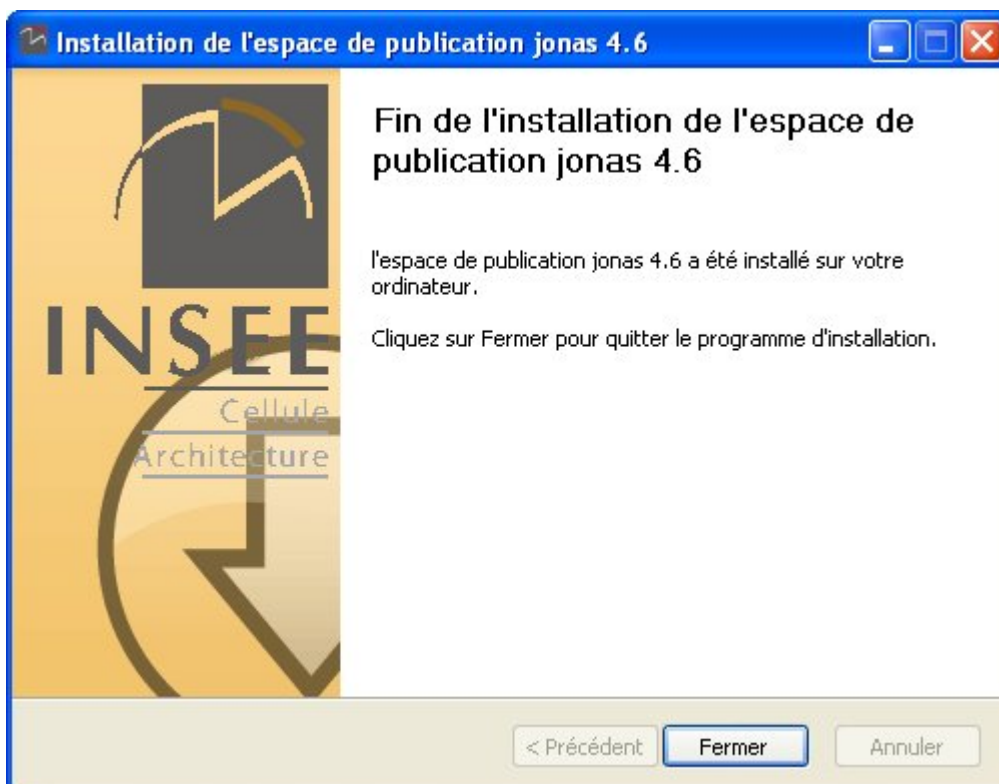 Installation de l'espace de publication jonas 4.6
Fin de l'installation de l'espace de
publication jonas 4.6
l'espace de publication jonas 4.6 a été installé sur votre
ordinateur.
Cliquez sur Fermer pour quitter le programme d'installation.
INSEE
Cellule
Architecture
< Précédent
Fermer
Annuler